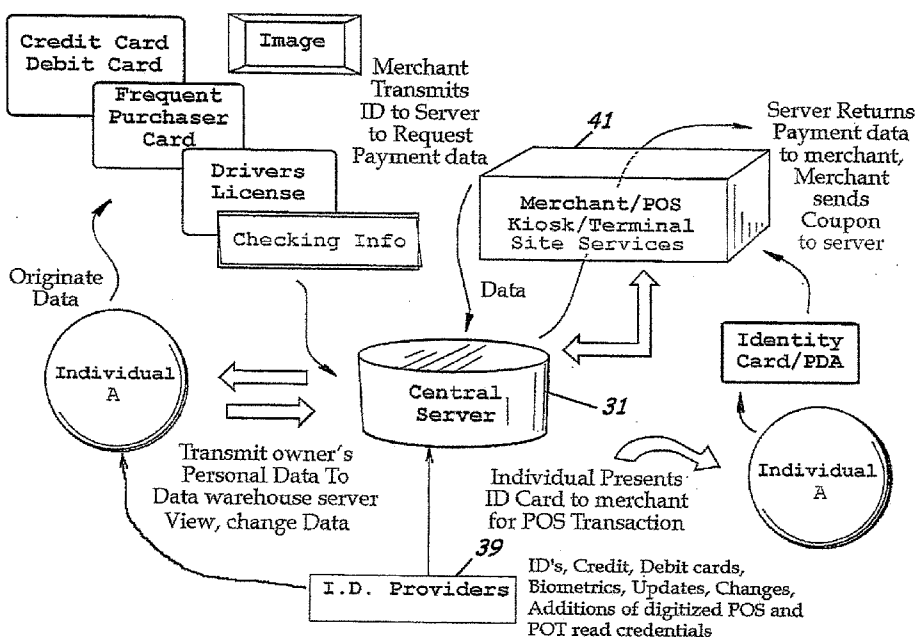 Credit Card
Debit Card
Image
Frequent
Purchaser
Card
Drivers
License
Checking Info
Merchant
Transmits
ID to Server
to Request
Payment data
41
Server Returns
Payment data
to merchant,
Merchant
sends
Coupon
to server
Merchant/POS
Kiosk/Terminal
Site Services
Originate
Data
Data
Individual
A
Central
Server
31
Identity
Card/PDA
Individual
A
Transmit owner's
Personal Data To
Data warehouse server
View, change Data
Individual Presents
ID Card to merchant
for POS Transaction
39
I.D. Providers
ID's, Credit, Debit cards,
Biometrics, Updates, Changes,
Additions of digitized POS and
POT read credentials